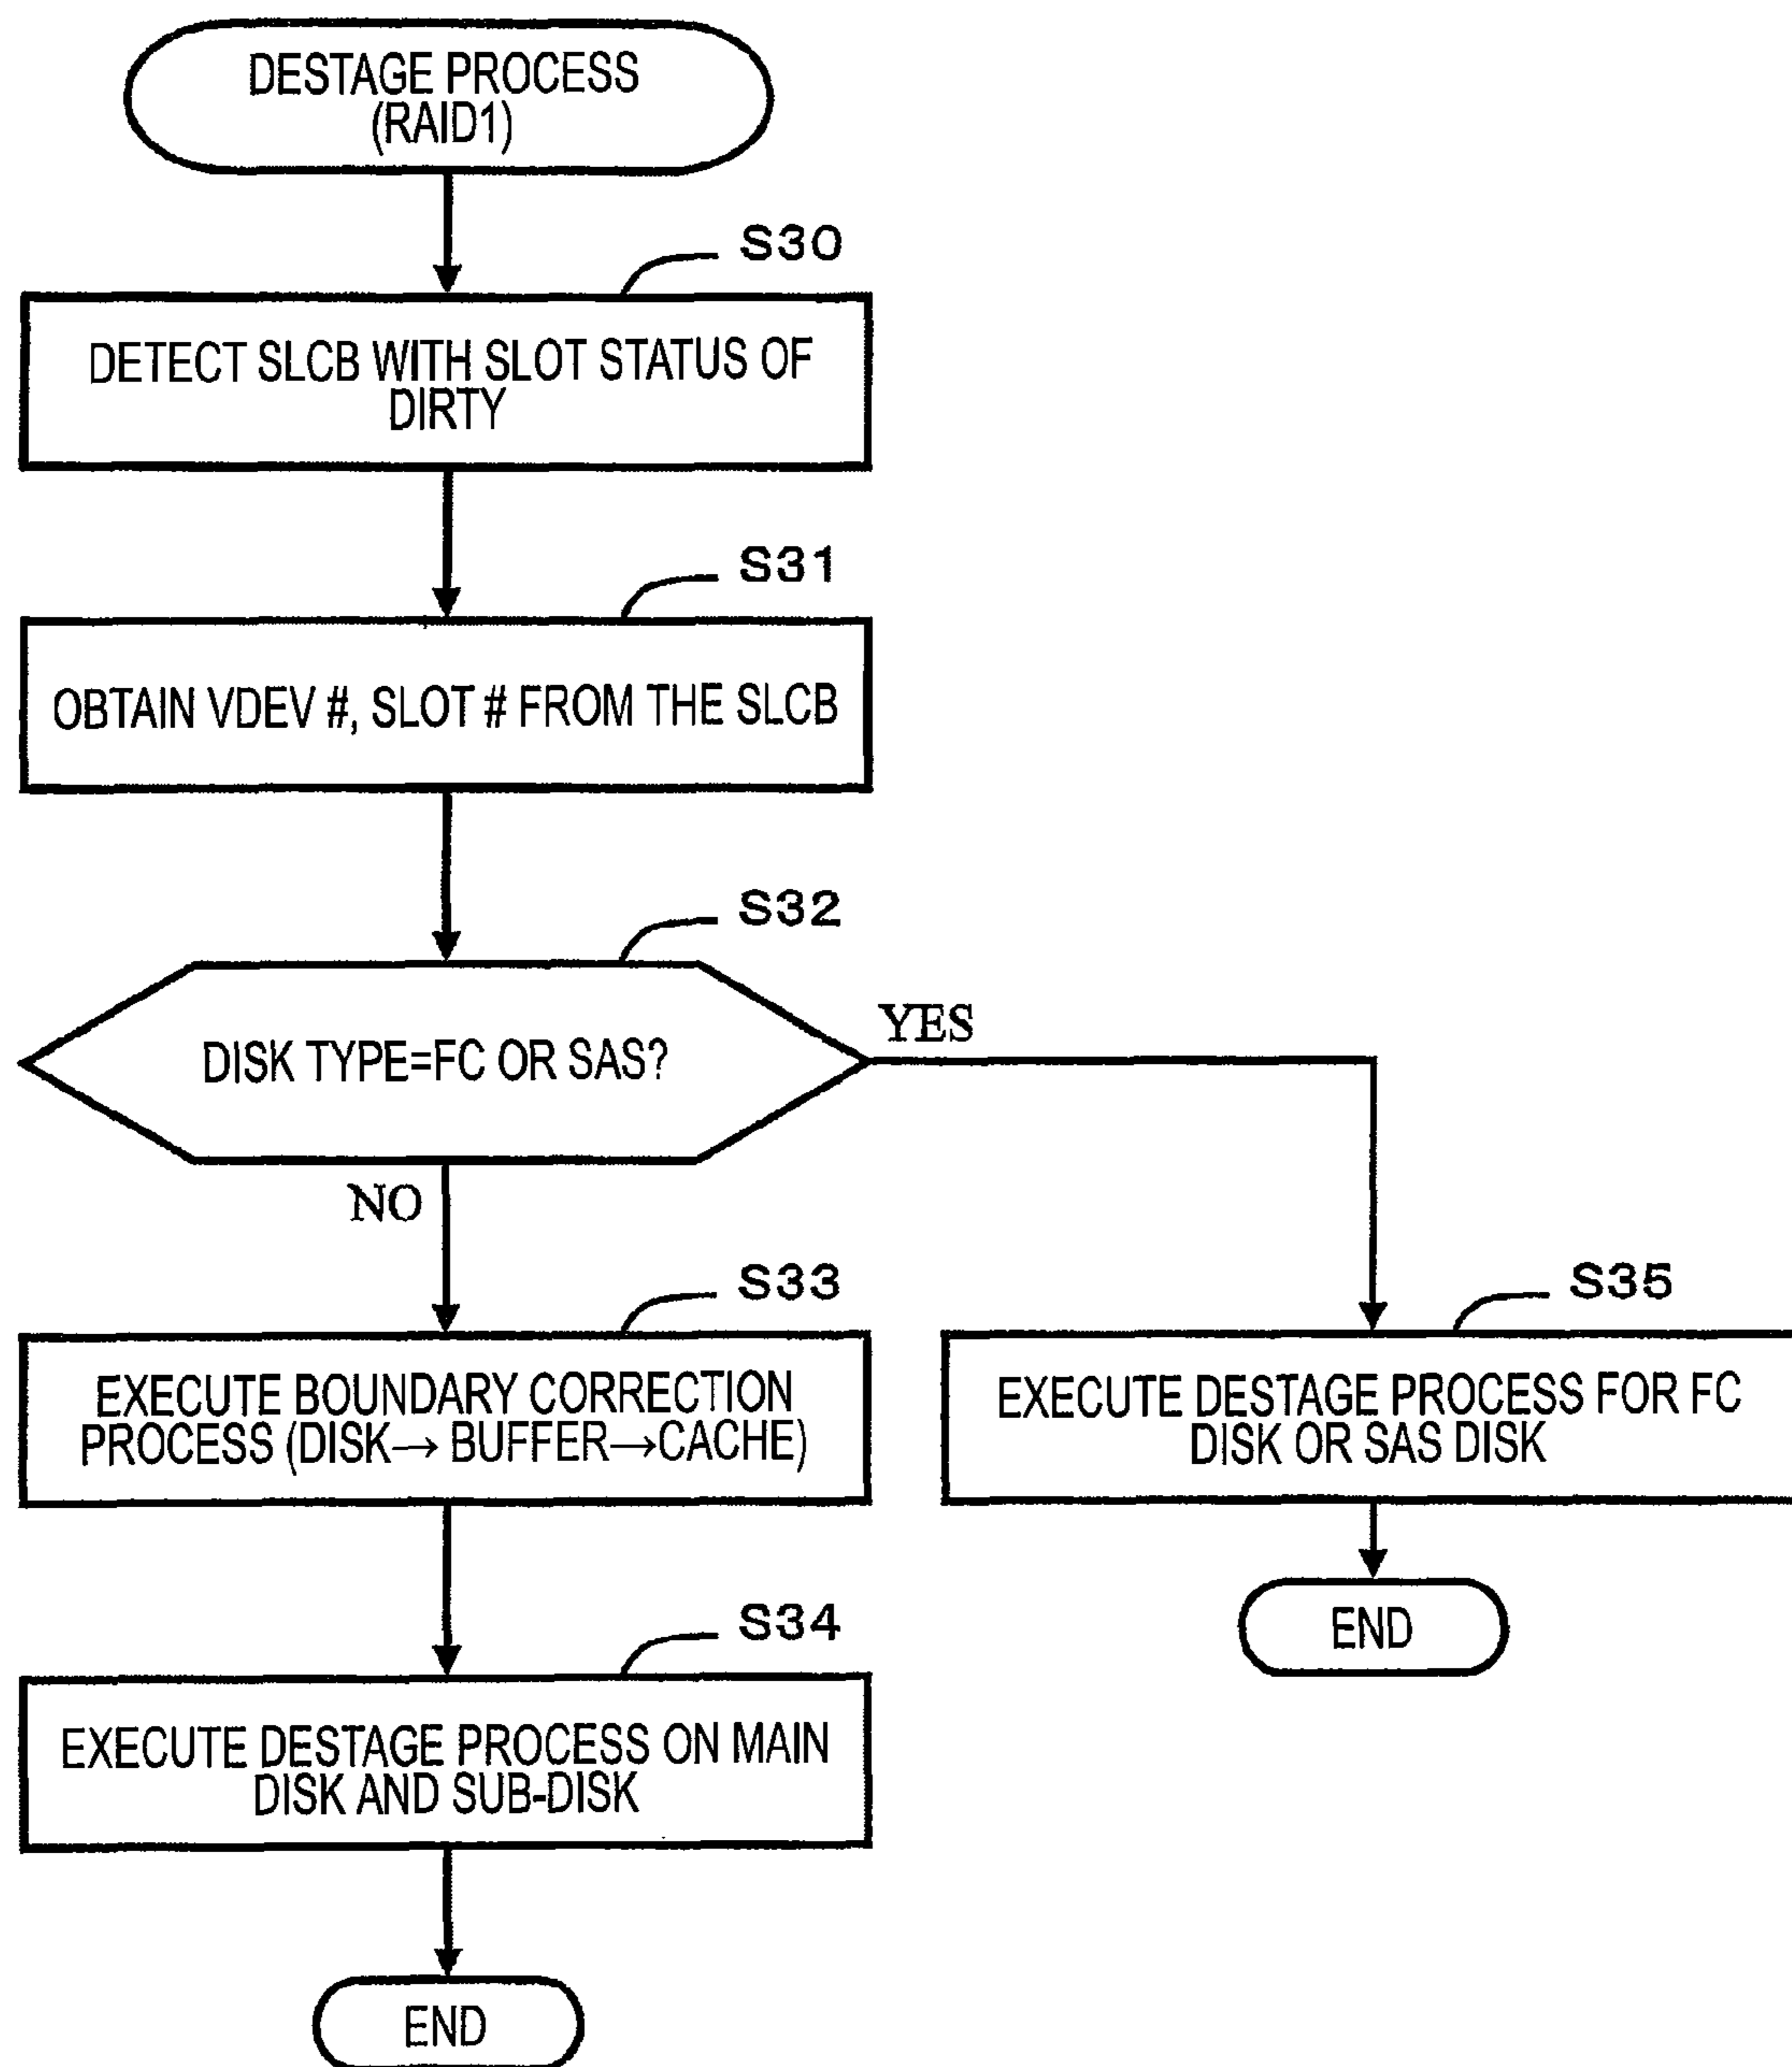 DESTAGE PROCESS
(RAID1)
S30
DETECT SLCB WITH SLOT STATUS OF
DIRTY
S31
OBTAIN VDEV #, SLOT # FROM THE SLCB
S32
DISK TYPE=FC OR SAS?
YES
NO
S33
EXECUTE BOUNDARY CORRECTION
PROCESS (DISK→ BUFFER→CACHE)
S35
EXECUTE DESTAGE PROCESS FOR FC
DISK OR SAS DISK
END
S34
EXECUTE DESTAGE PROCESS ON MAIN
DISK AND SUB-DISK
END